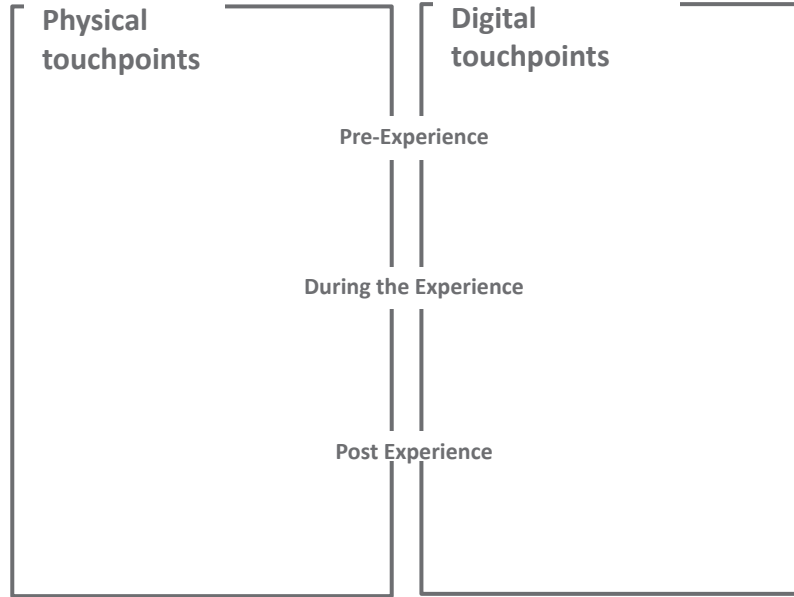 Physical
touchpoints
Digital
touchpoints
Pre-Experience
During the Experience
Post Experience